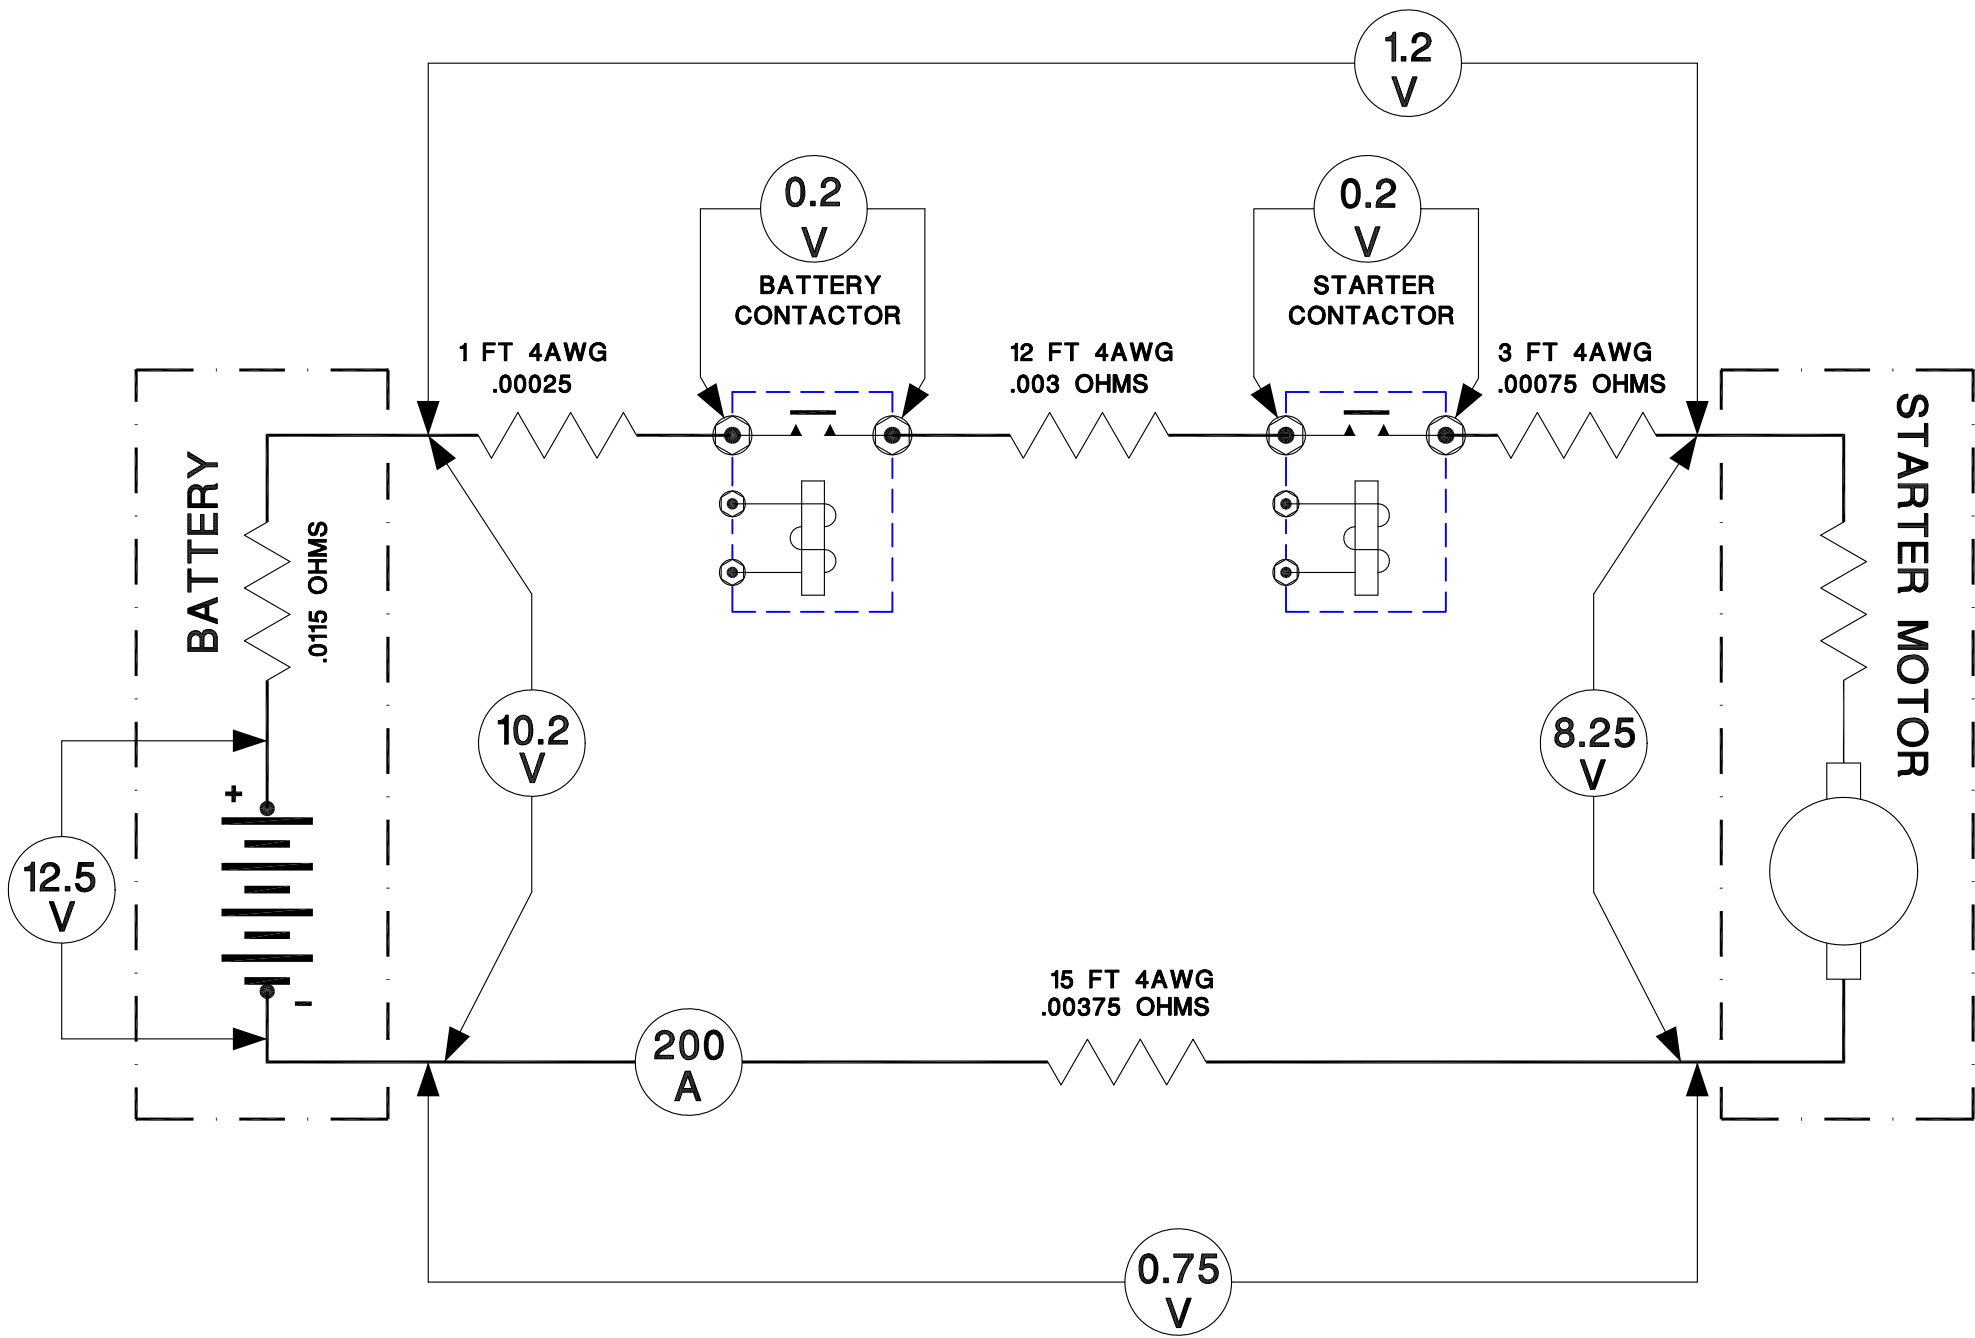 1.2
V
0.2
V
BATTERY
CONTACTOR
0.2
V
STARTER
CONTACTOR
1 FT 4AWG
.00025
12 FT 4AWG
.003 OHMS
3 FT 4AWG
.00075 OHMS
BATTERY
.0115 OHMS
STARTER MOTOR
10.2
V
8.25
V
+
12.5
V
-
15 FT 4AWG
.00375 OHMS
200
A
0.75
V